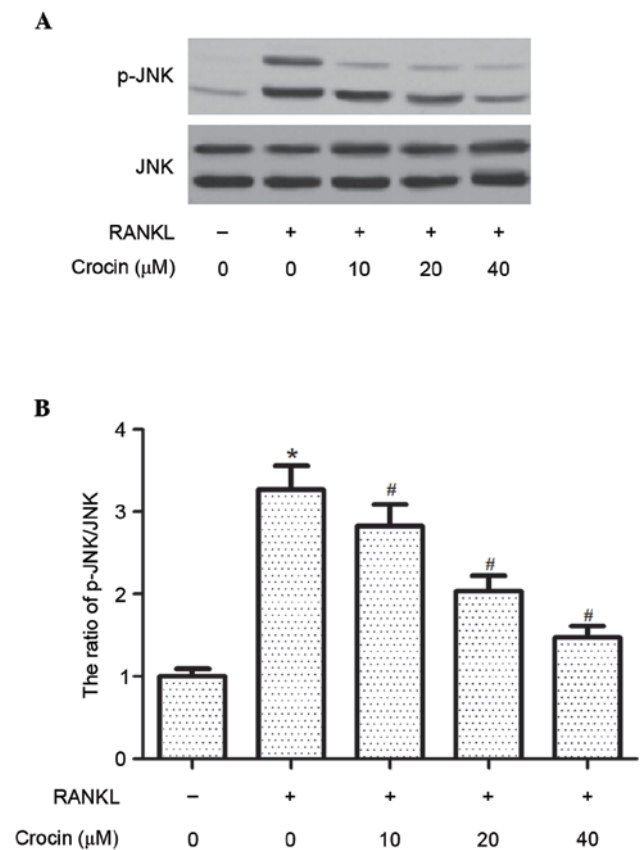 A
p-JNK
JNK
RANKL – + + + +
Crocin (μM) 0 0 10 20 40
B
The ratio of p-JNK/JNK
4
3
2
1
0
*
#
#
#
RANKL – + + + +
Crocin (μM) 0 0 10 20 40